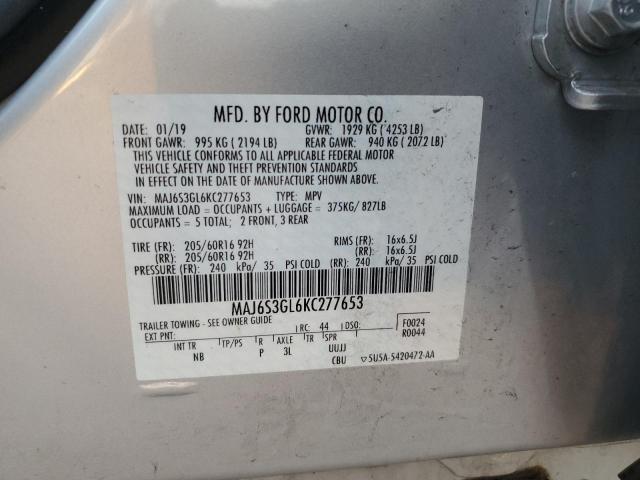 MFD. BY FORD MOTOR CO.
DATE: 01/19 GVWR: 1929 KG ( 4253 LB)
FRONT GAWR: 995 KG ( 2194 LB) REAR GAWR: 940 KG ( 2072 LB)
THIS VEHICLE CONFORMS TO ALL APPLICABLE FEDERAL MOTOR
VEHICLE SAFETY AND THEFT PREVENTION STANDARDS
IN EFFECT ON THE DATE OF MANUFACTURE SHOWN ABOVE.
VIN: MAJ6S3GL6KC277653 TYPE: MPV
MAXIMUM LOAD = OCCUPANTS + LUGGAGE = 375KG/ 827LB
OCCUPANTS = 5 TOTAL; 2 FRONT, 3 REAR
TIRE (FR): 205/60R16 92H RIMS (FR): 16x6.5J
(RR): 205/60R16 92H (RR): 16x6.5J
PRESSURE (FR): 240 kPa/ 35 PSI COLD (RR): 240 kPa/ 35 PSI COLD
MAJ6S3GL6KC277653
TRAILER TOWING - SEE OWNER GUIDE
EXT PNT: RC: 44 DSO: F0024
R0044
INT TR TP/PS R AXLE TR SPR
NB P 3L UUJJ
CBU ▽5U5A-5420472-AA